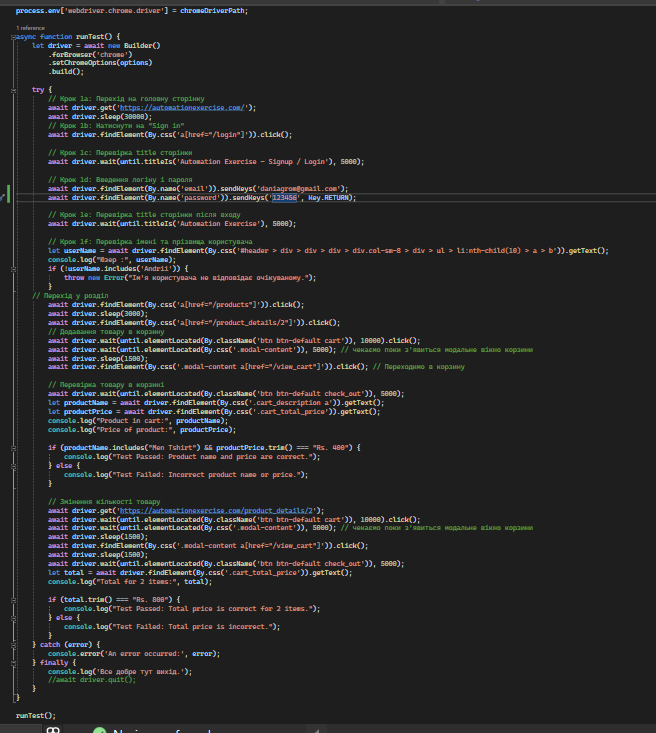 process.env['webdriver.chrome.driver'] = chromeDriverPath;
1 reference
async function runTest() {
let driver = await new Builder()
.forBrowser('chrome')
.setChromeOptions(options)
.build();
try {
// Крок 1a: Перехід на головну сторінку
await driver.get('https://automationexercise.com/');
await driver.sleep(30000);
// Крок 1b: Натиснути на "Sign in"
await driver.findElement(By.css('a[href="/login"]')).click();
// Крок 1c: Перевірка title сторінки
await driver.wait(until.titleIs('Automation Exercise - Signup / Login'), 5000);
// Крок 1d: Введення логіну і пароля
await driver.findElement(By.name('email')).sendKeys('daniagrom@gmail.com');
await driver.findElement(By.name('password')).sendKeys('123456', Key.RETURN);
// Крок 1e: Перевірка title сторінки після входу
await driver.wait(until.titleIs('Automation Exercise'), 5000);
// Крок 1f: Перевірка імені та прізвища користувача
let userName = await driver.findElement(By.css('#header > div > div > div > div.col-sm-8 > div > ul > li:nth-child(10) > a > b')).getText();
console.log("Юзер :", userName);
if (!userName.includes('Andrii')) {
throw new Error("Ім'я користувача не відповідає очікуваному.");
}
// Перехід у розділ
await driver.findElement(By.css('a[href="/products"]')).click();
await driver.sleep(3000);
await driver.findElement(By.css('a[href="/product_details/2"]')).click();
// Додавання товару в корзину
await driver.wait(until.elementLocated(By.className('btn btn-default cart')), 10000).click();
await driver.wait(until.elementLocated(By.css('.modal-content')), 5000); // чекаємо поки з'явиться модальне вікно корзини
await driver.sleep(1500);
await driver.findElement(By.css('.modal-content a[href="/view_cart"]')).click(); // Переходимо в корзину
// Перевірка товару в корзині
await driver.wait(until.elementLocated(By.className('btn btn-default check_out')), 5000);
let productName = await driver.findElement(By.css('.cart_description a')).getText();
let productPrice = await driver.findElement(By.css('.cart_total_price')).getText();
console.log("Product in cart:", productName);
console.log("Price of product:", productPrice);
if (productName.includes("Men Tshirt") && productPrice.trim() === "Rs. 400") {
console.log("Test Passed: Product name and price are correct.");
} else {
console.log("Test Failed: Incorrect product name or price.");
}
// Змінення кількості товару
await driver.get('https://automationexercise.com/product_details/2');
await driver.wait(until.elementLocated(By.className('btn btn-default cart')), 10000).click();
await driver.wait(until.elementLocated(By.css('.modal-content')), 5000); // чекаємо поки з'явиться модальне вікно корзини
await driver.sleep(1500);
await driver.findElement(By.css('.modal-content a[href="/view_cart"]')).click();
await driver.sleep(1500);
await driver.wait(until.elementLocated(By.className('btn btn-default check_out')), 5000);
let total = await driver.findElement(By.css('.cart_total_price')).getText();
console.log("Total for 2 items:", total);
if (total.trim() === "Rs. 800") {
console.log("Test Passed: Total price is correct for 2 items.");
} else {
console.log("Test Failed: Total price is incorrect.");
}
} catch (error) {
console.error('An error occurred:', error);
} finally {
console.log('Все добре тут вихід.');
//await driver.quit();
}
}
runTest();